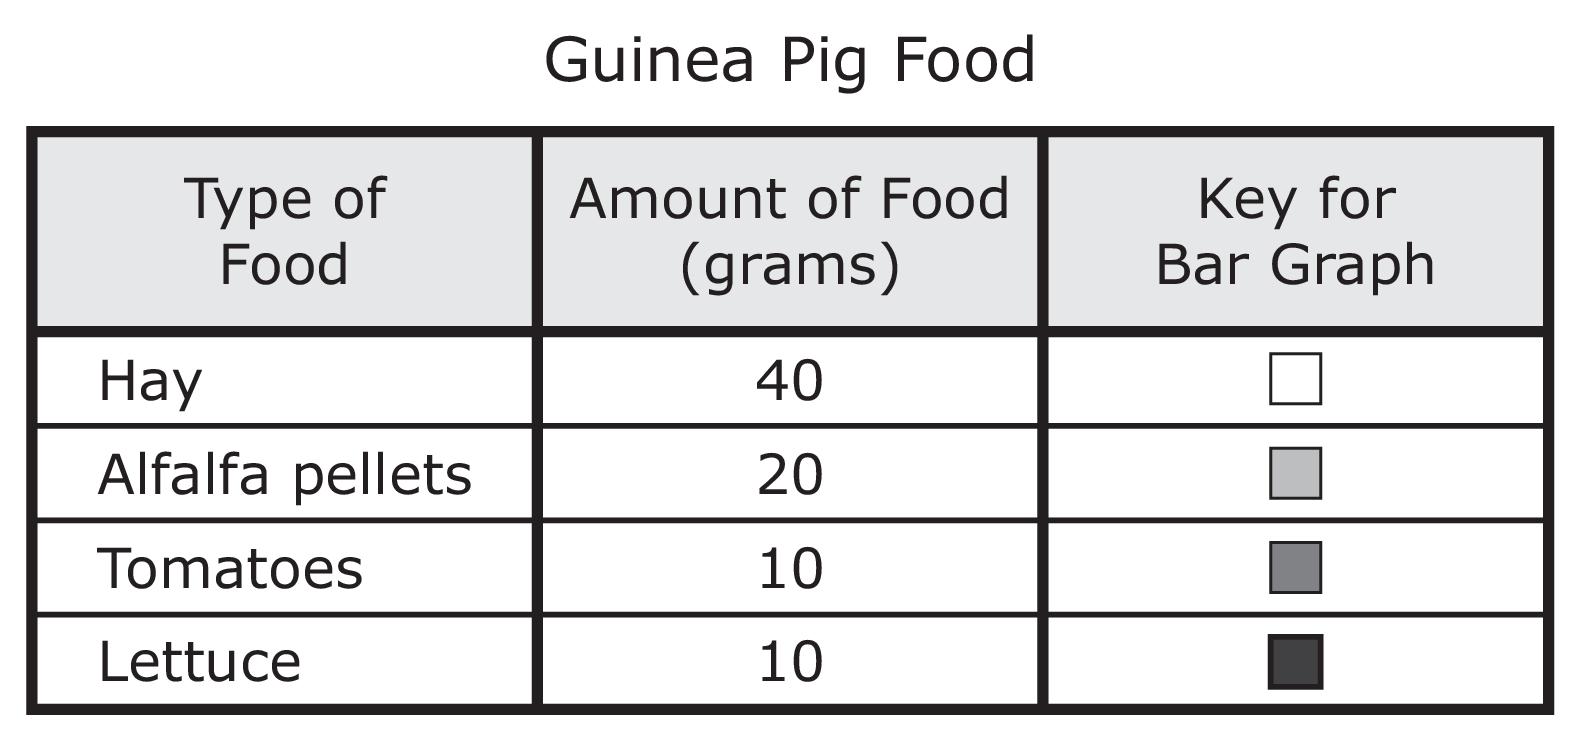 Guinea Pig Food
Type of
Food
Amount of Food
(grams)
Key for
Bar Graph
Hay 40
Alfalfa pellets 20
Tomatoes 10
Lettuce 10